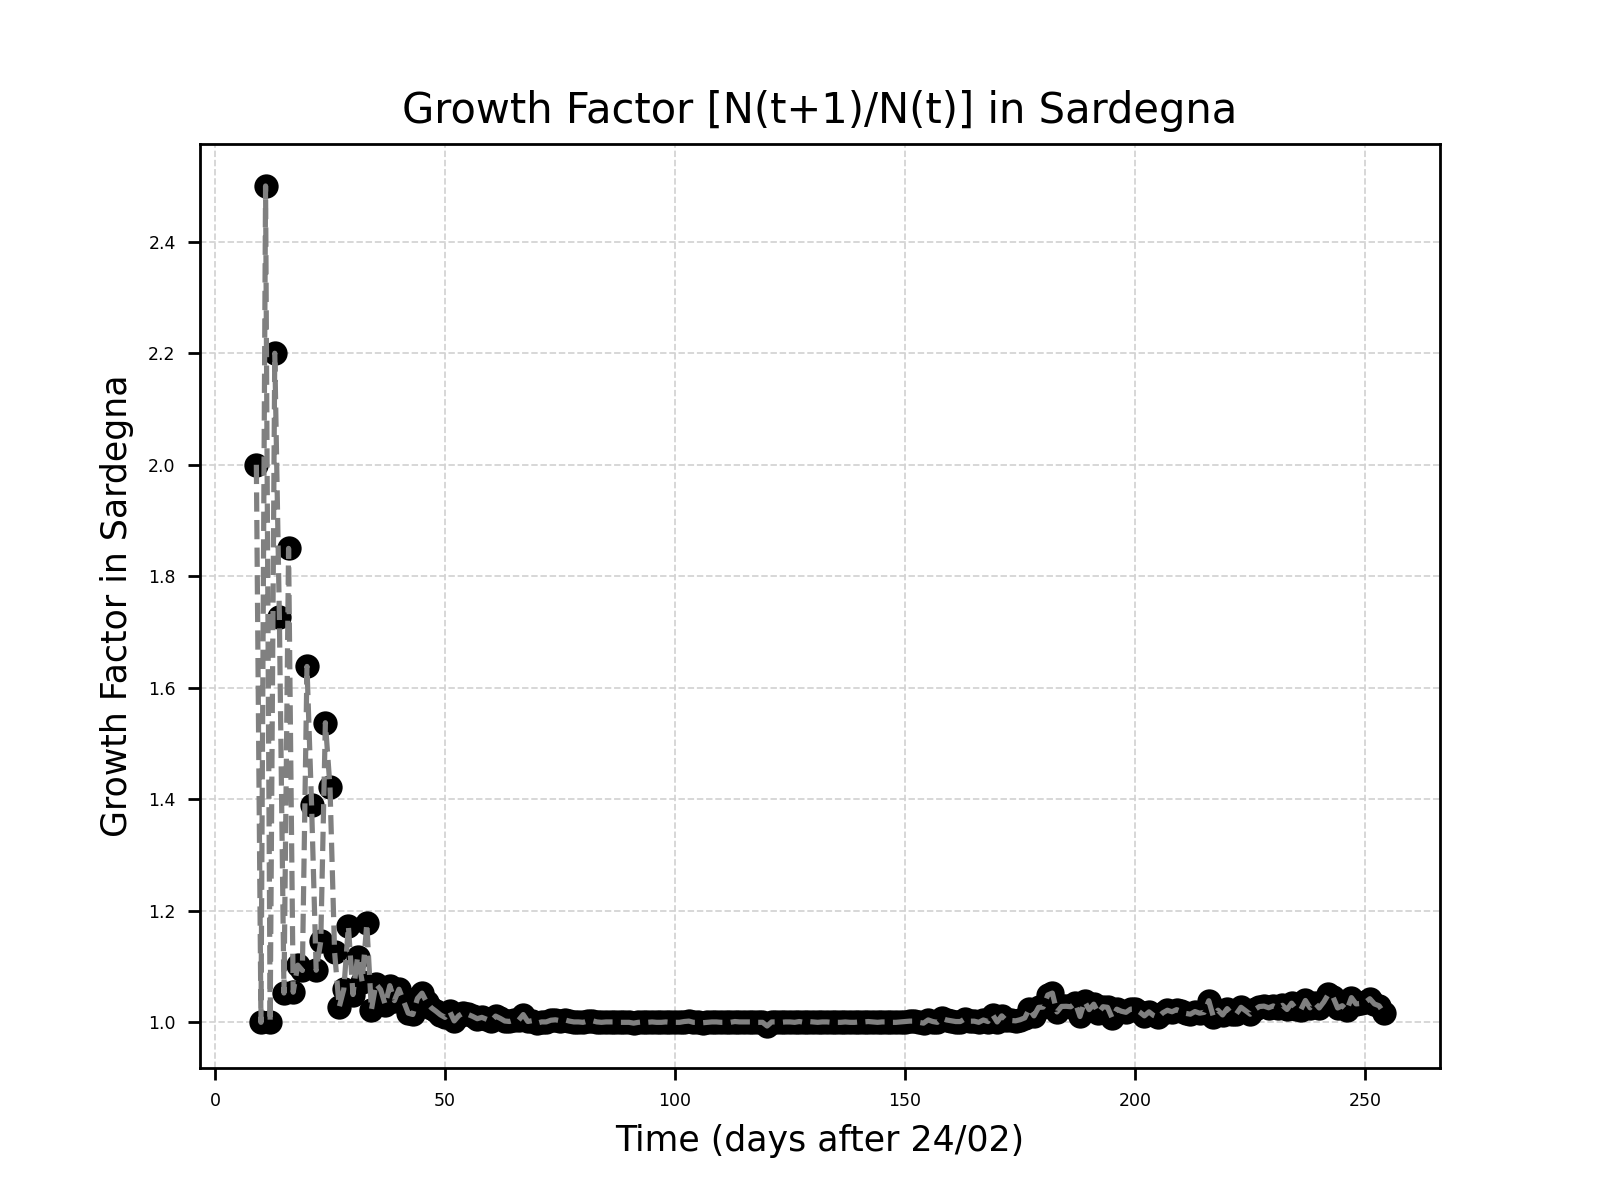 Growth Factor [N(t+1)/N(t)] in Sardegna
Growth Factor in Sardegna
2.4
2.2
2.0
1.8
1.6
1.4
1.2
1.0
0 50 100 150 200 250
Time (days after 24/02)